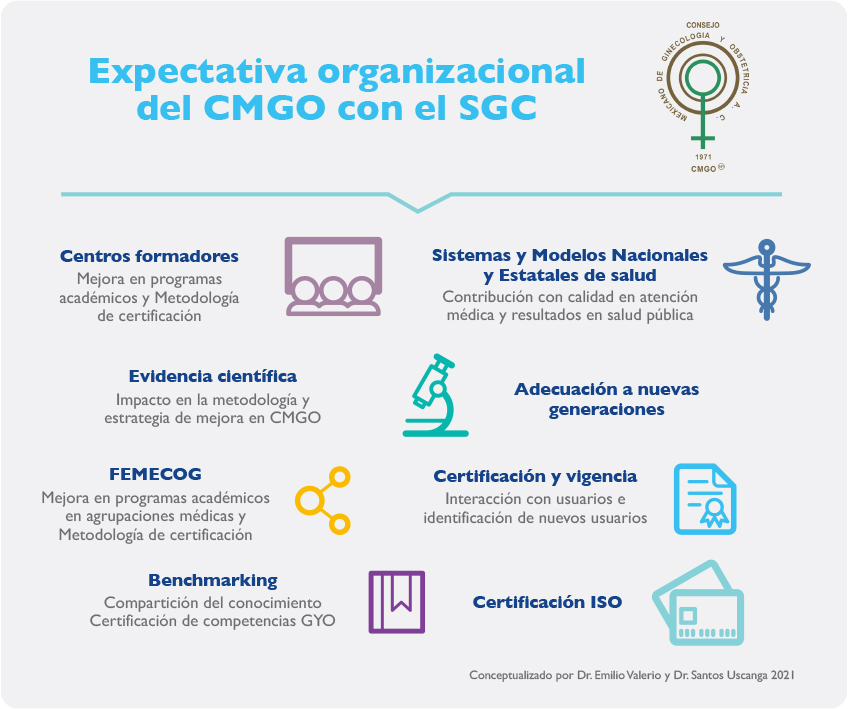 Expectativa organizacional
del CMGO con el SGC
CONSEJO
MEXICANO DE GINECOLOGIA Y OBSTETRICIA A. C.
1971
CMGO
Centros formadores
Mejora en programas
académicos y Metodología
de certificación
Sistemas y Modelos Nacionales
y Estatales de salud
Contribución con calidad en atención
médica y resultados en salud pública
Evidencia científica
Impacto en la metodología y
estrategia de mejora en CMGO
Adecuación a nuevas
generaciones
FEMECOG
Mejora en programas académicos
en agrupaciones médicas y
Metodología de certificación
Certificación y vigencia
Interacción con usuarios e
identificación de nuevos usuarios
Benchmarking
Compartición del conocimiento
Certificación de competencias GYO
Certificación ISO
Conceptualizado por Dr. Emilio Valerio y Dr. Santos Uscanga 2021